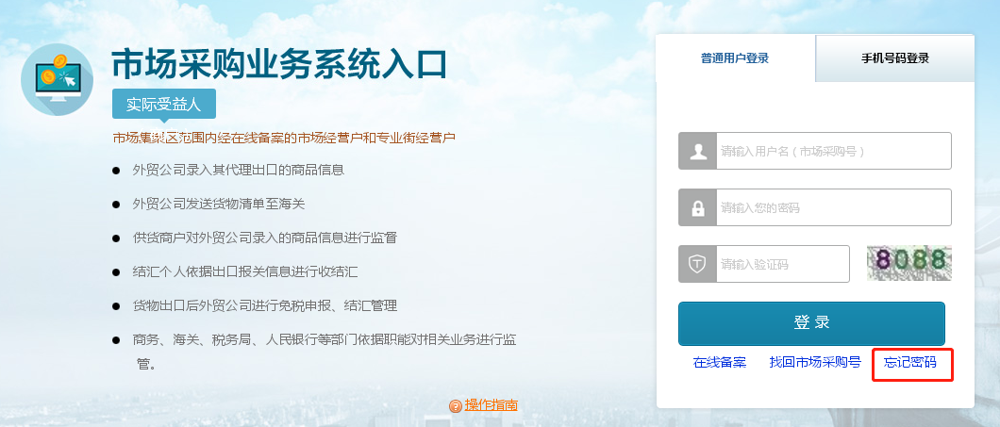 市场采购业务系统入口
实际受益人
市场集聚区范围内经在线备案的市场经营户和专业街经营户
外贸公司录入其代理出口的商品信息
外贸公司发送货物清单至海关
供货商户对外贸公司录入的商品信息进行监督
结汇个人依据出口报关信息进行收结汇
货物出口后外贸公司进行免税申报、结汇管理
商务、海关、税务局、人民银行等部门依据职能对相关业务进行监
管。
操作指南
普通用户登录
手机号码登录
请输入用户名（市场采购号）
请输入您的密码
请输入验证码
8088
登 录
在线备案
找回市场采购号
忘记密码